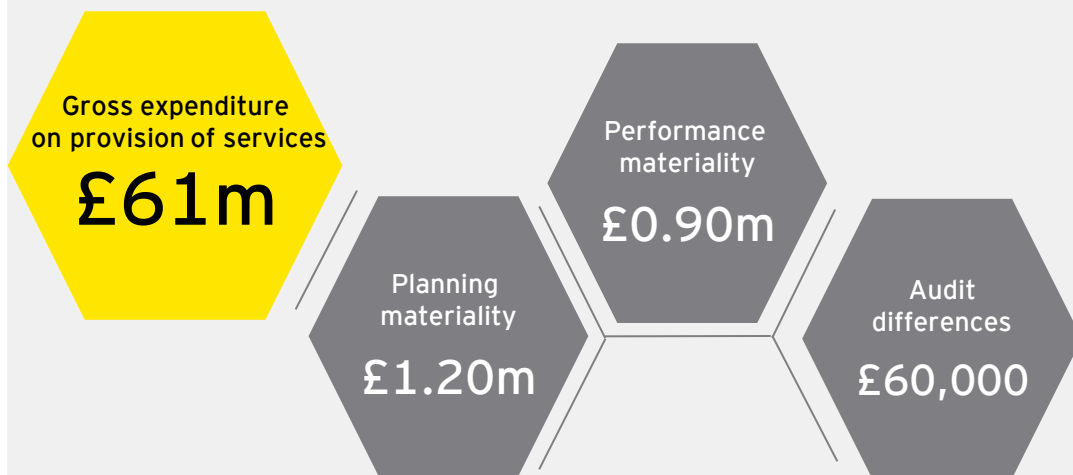 Gross expenditure
on provision of services
£61m
Planning
materiality
£1.20m
Performance
materiality
£0.90m
Audit
differences
£60,000